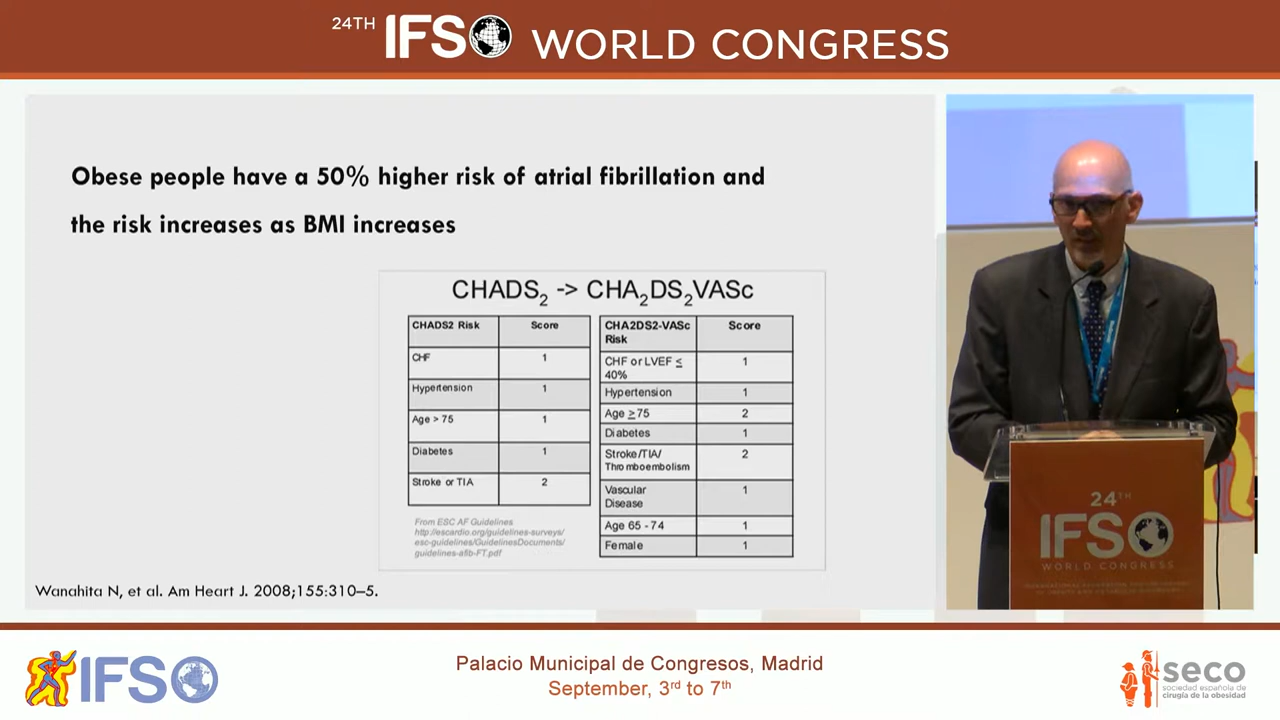 24TH IFSO WORLD CONGRESS
Obese people have a 50% higher risk of atrial fibrillation and
the risk increases as BMI increases
CHADS2 -> CHA2DS2VASc
CHADS2 Risk Score
CHF 1
Hypertension 1
Age > 75 1
Diabetes 1
Stroke or TIA 2
From ESC AF Guidelines
http://escardio.org/guidelines-surveys/
esc-guidelines/GuidelinesDocuments/
guidelines-afib-FT.pdf
CHA2DS2-VASc Score
Risk
CHF or LVEF ≤ 1
40%
Hypertension 1
Age ≥ 75 2
Diabetes 1
Stroke/TIA/ 2
Thromboembolism
Vascular 1
Disease
Age 65 - 74 1
Female 1
Wanahita N, et al. Am Heart J. 2008;155:310–5.
24TH
IFSO
WORLD CONGRESS
IFSO
Palacio Municipal de Congresos, Madrid
September, 3rd to 7th
seco
sociedad española de
cirugía de la obesidad